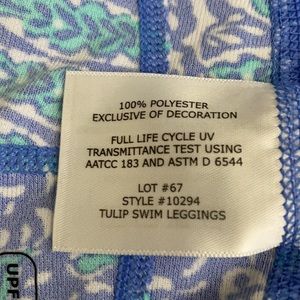 100% POLYESTER
EXCLUSIVE OF DECORATION
FULL LIFE CYCLE UV
TRANSMITTANCE TEST USING
AATCC 183 AND ASTM D 6544
LOT #67
STYLE #10294
TULIP SWIM LEGGINGS
UPF